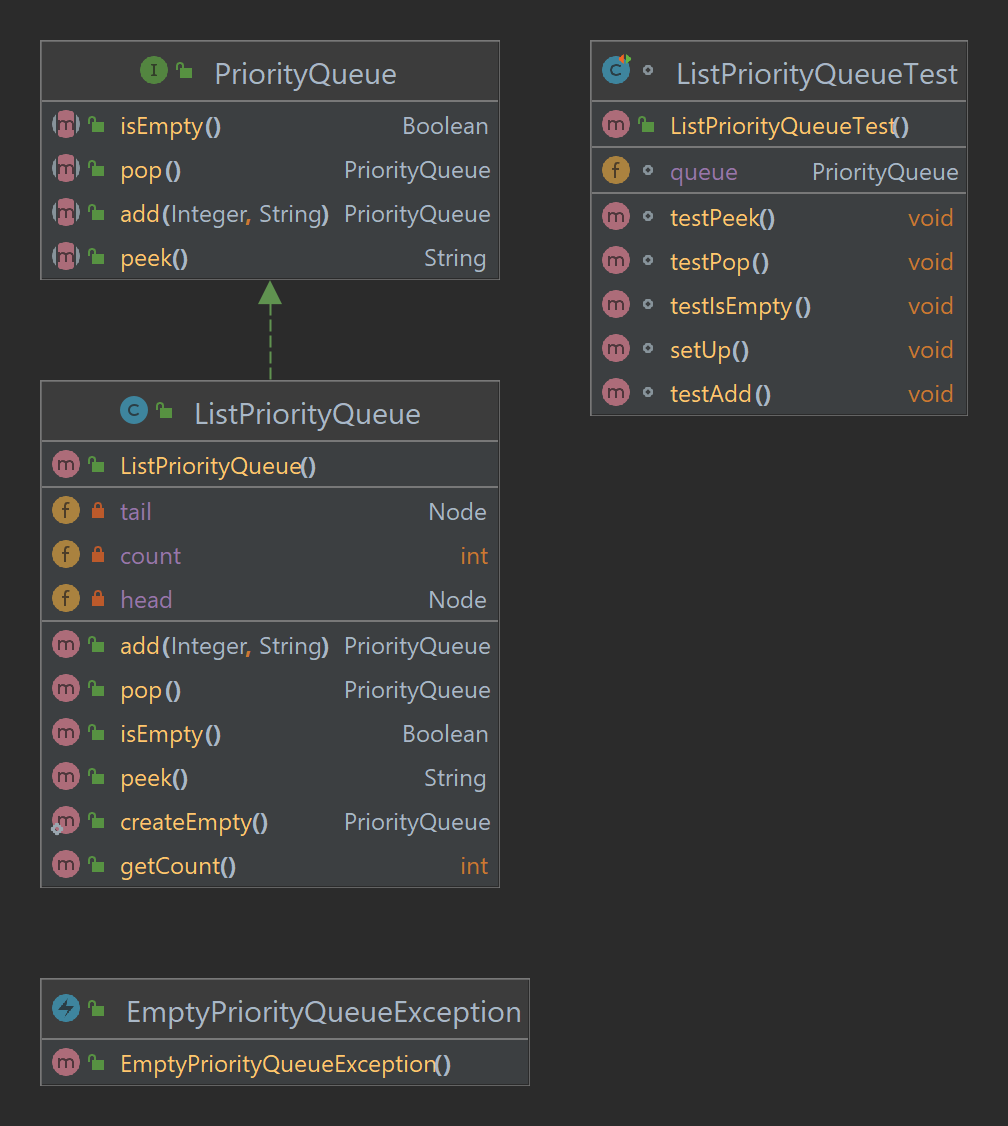 PriorityQueue
isEmpty() Boolean
pop() PriorityQueue
add(Integer, String) PriorityQueue
peek() String
ListPriorityQueueTest
ListPriorityQueueTest()
queue PriorityQueue
testPeek() void
testPop() void
testIsEmpty() void
setUp() void
testAdd() void
ListPriorityQueue
ListPriorityQueue()
tail Node
count int
head Node
add(Integer, String) PriorityQueue
pop() PriorityQueue
isEmpty() Boolean
peek() String
createEmpty() PriorityQueue
getCount() int
EmptyPriorityQueueException
EmptyPriorityQueueException()